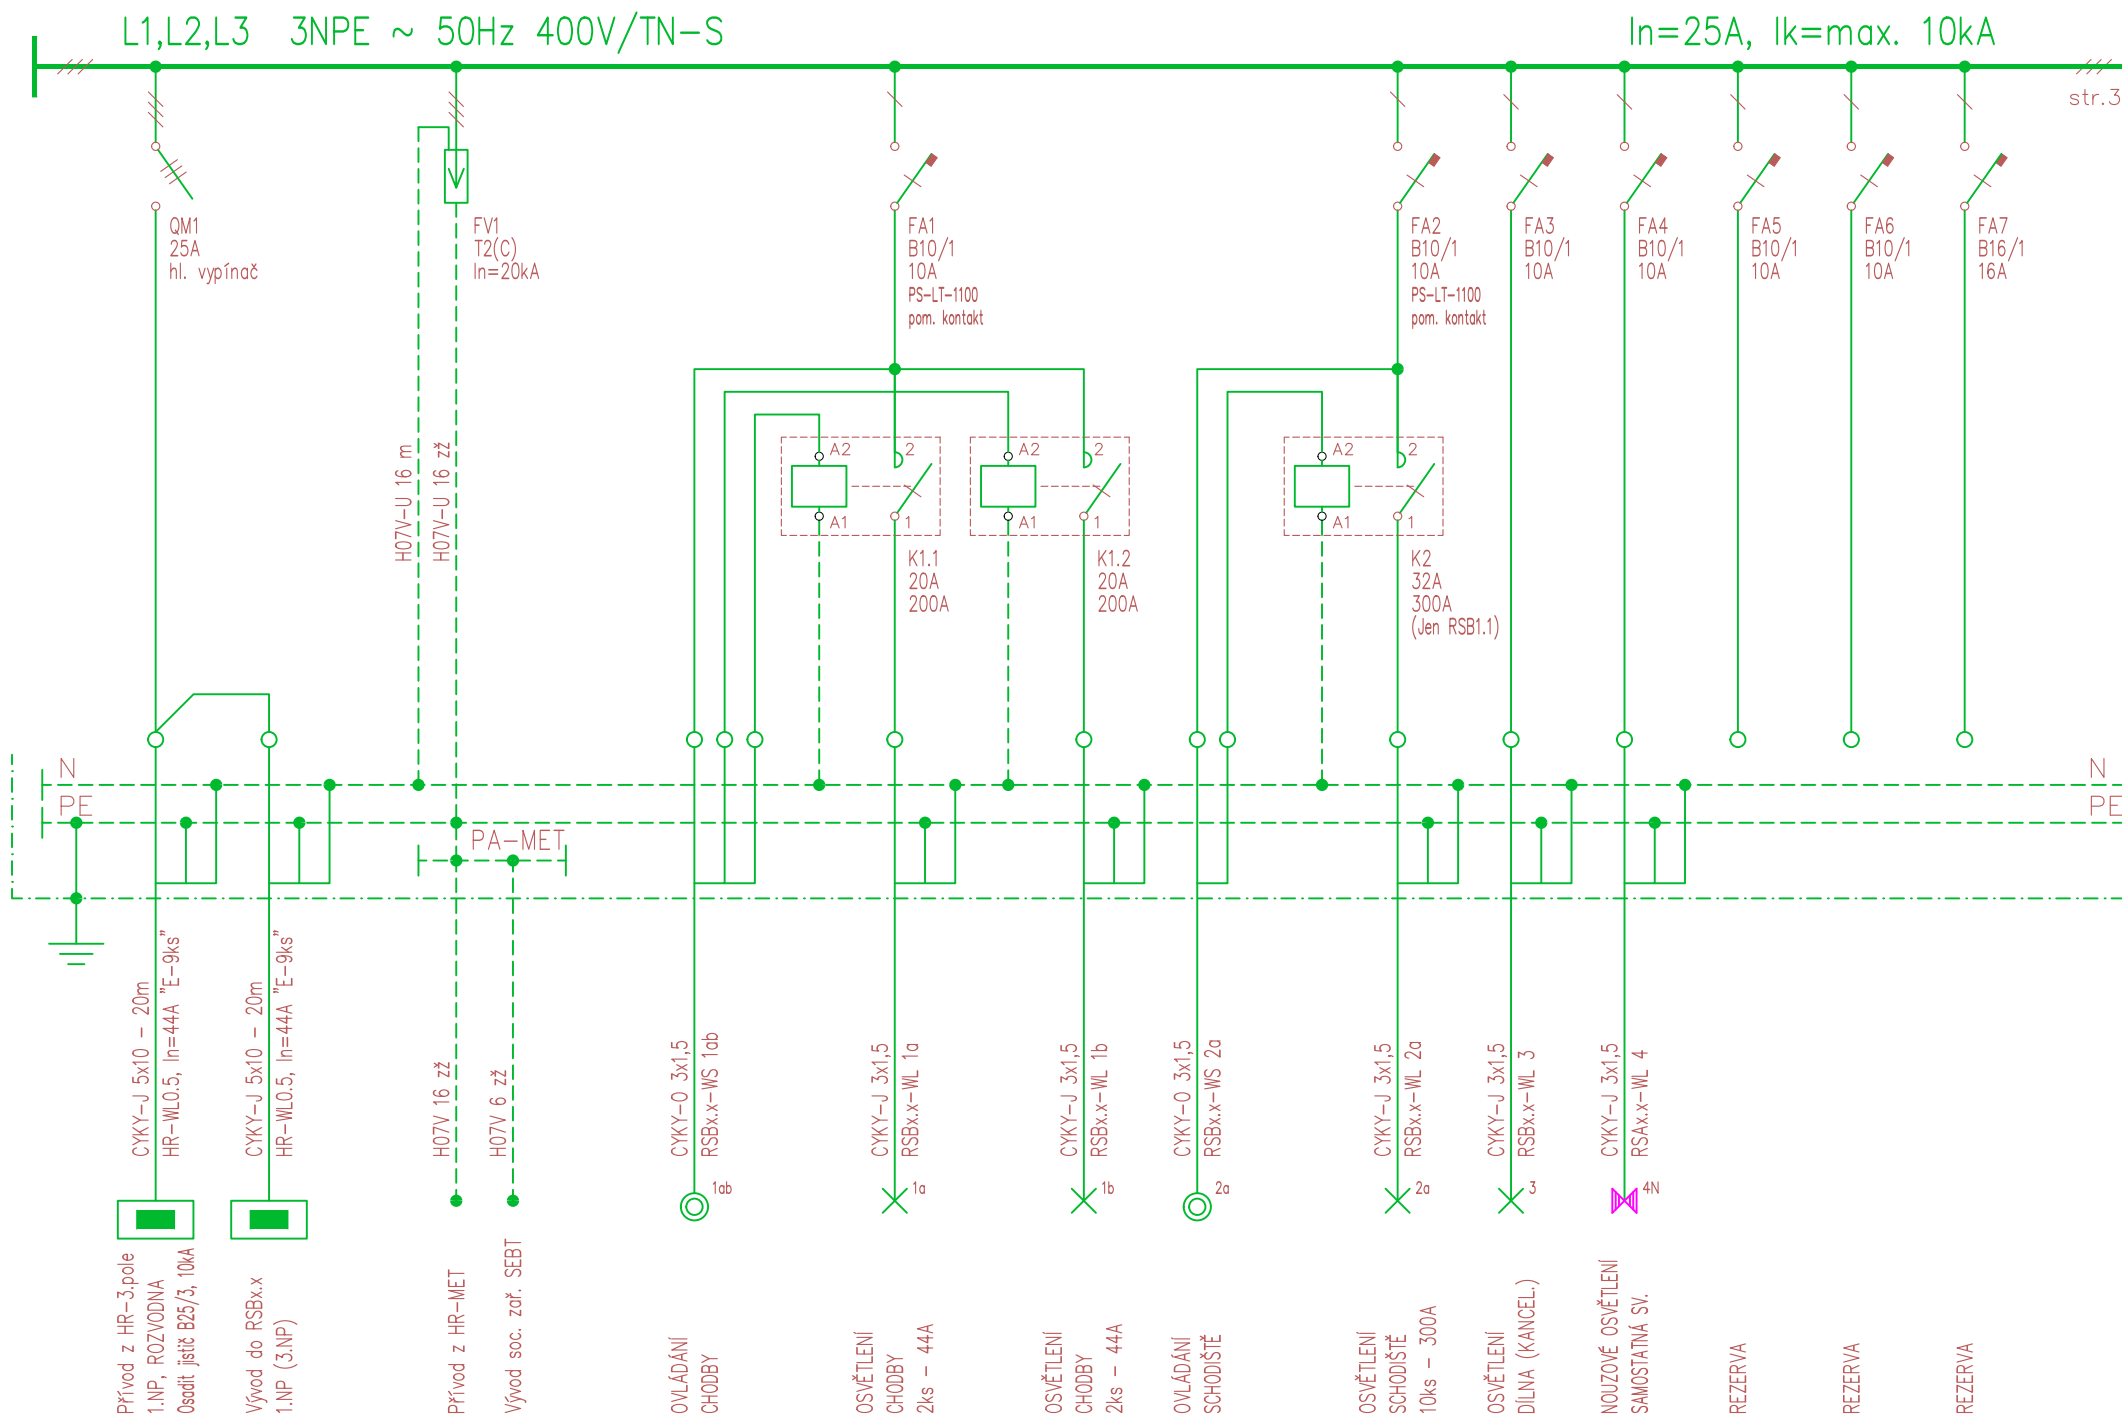 L1,L2,L3 3NPE ~ 50Hz 400V/TN-S
In=25A, Ik=max. 10kA
str.3
QM1
25A
hl. vypínač
FV1
T2(C)
In=20kA
FA1
B10/1
10A
PS-LT-1100
pom. kontakt
FA2
B10/1
10A
PS-LT-1100
pom. kontakt
FA3
B10/1
10A
FA4
B10/1
10A
FA5
B10/1
10A
FA6
B10/1
10A
FA7
B16/1
16A
H07V-U 16 m
H07V-U 16 zž
A2
2
A1
1
K1.1
20A
200A
A2
2
A1
1
K1.2
20A
200A
A2
2
A1
1
K2
32A
300A
(Jen RSB1.1)
N
PE
PA-MET
N
PE
CYKY-J 5x10 - 20m
HR-WL0.5, In=44A "E-9ks"
CYKY-J 5x10 - 20m
HR-WL0.5, In=44A "E-9ks"
H07V 16 zž
H07V 6 zž
CYKY-O 3x1,5
RSBx.x-WS 1ab
CYKY-J 3x1,5
RSBx.x-WL 1a
CYKY-J 3x1,5
RSBx.x-WL 1b
CYKY-O 3x1,5
RSBx.x-WS 2a
CYKY-J 3x1,5
RSBx.x-WL 2a
CYKY-J 3x1,5
RSBx.x-WL 3
CYKY-J 3x1,5
RSAx.x-WL 4
1ab
1a
1b
2a
2a
3
4N
Přívod z HR-3.pole
1.NP, ROZVODNA
Osadit jistič B25/3, 10kA
Vývod do RSBx.x
1.NP (3.NP)
Přívod z HR-MET
Vývod soc. zař. SEBT
OVLÁDÁNÍ
CHODBY
OSVĚTLENÍ
CHODBY
2ks - 44A
OSVĚTLENÍ
CHODBY
2ks - 44A
OVLÁDÁNÍ
SCHODIŠTĚ
OSVĚTLENÍ
SCHODIŠTĚ
10ks - 300A
OSVĚTLENÍ
DÍLNA (KANCEL.)
NOUZOVÉ OSVĚTLENÍ
SAMOSTATNÁ SV.
REZERVA
REZERVA
REZERVA